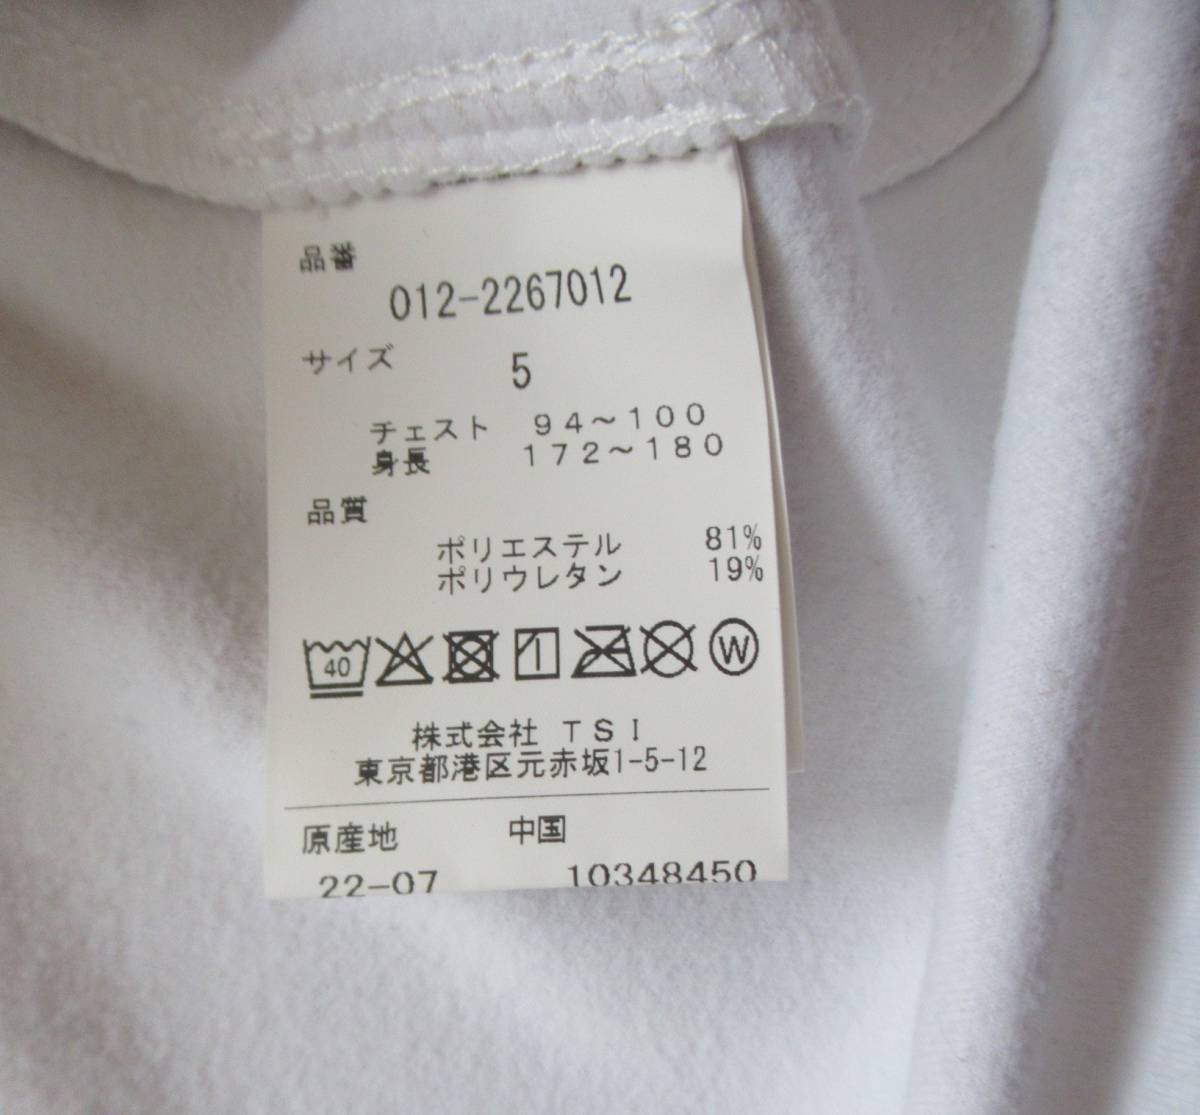 品番
012-2267012
サイズ 5
チェスト 94～100
身長 172～180
品質
ポリエステル 81%
ポリウレタン 19%
40
W
株式会社 TSI
東京都港区元赤坂1-5-12
原産地 中国
22-07 10348450